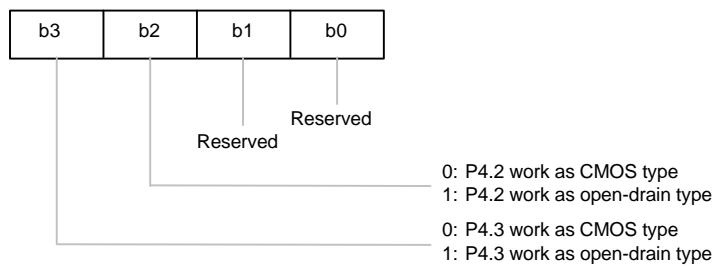 b3 b2 b1 b0
Reserved
Reserved
0: P4.2 work as CMOS type
1: P4.2 work as open-drain type
0: P4.3 work as CMOS type
1: P4.3 work as open-drain type